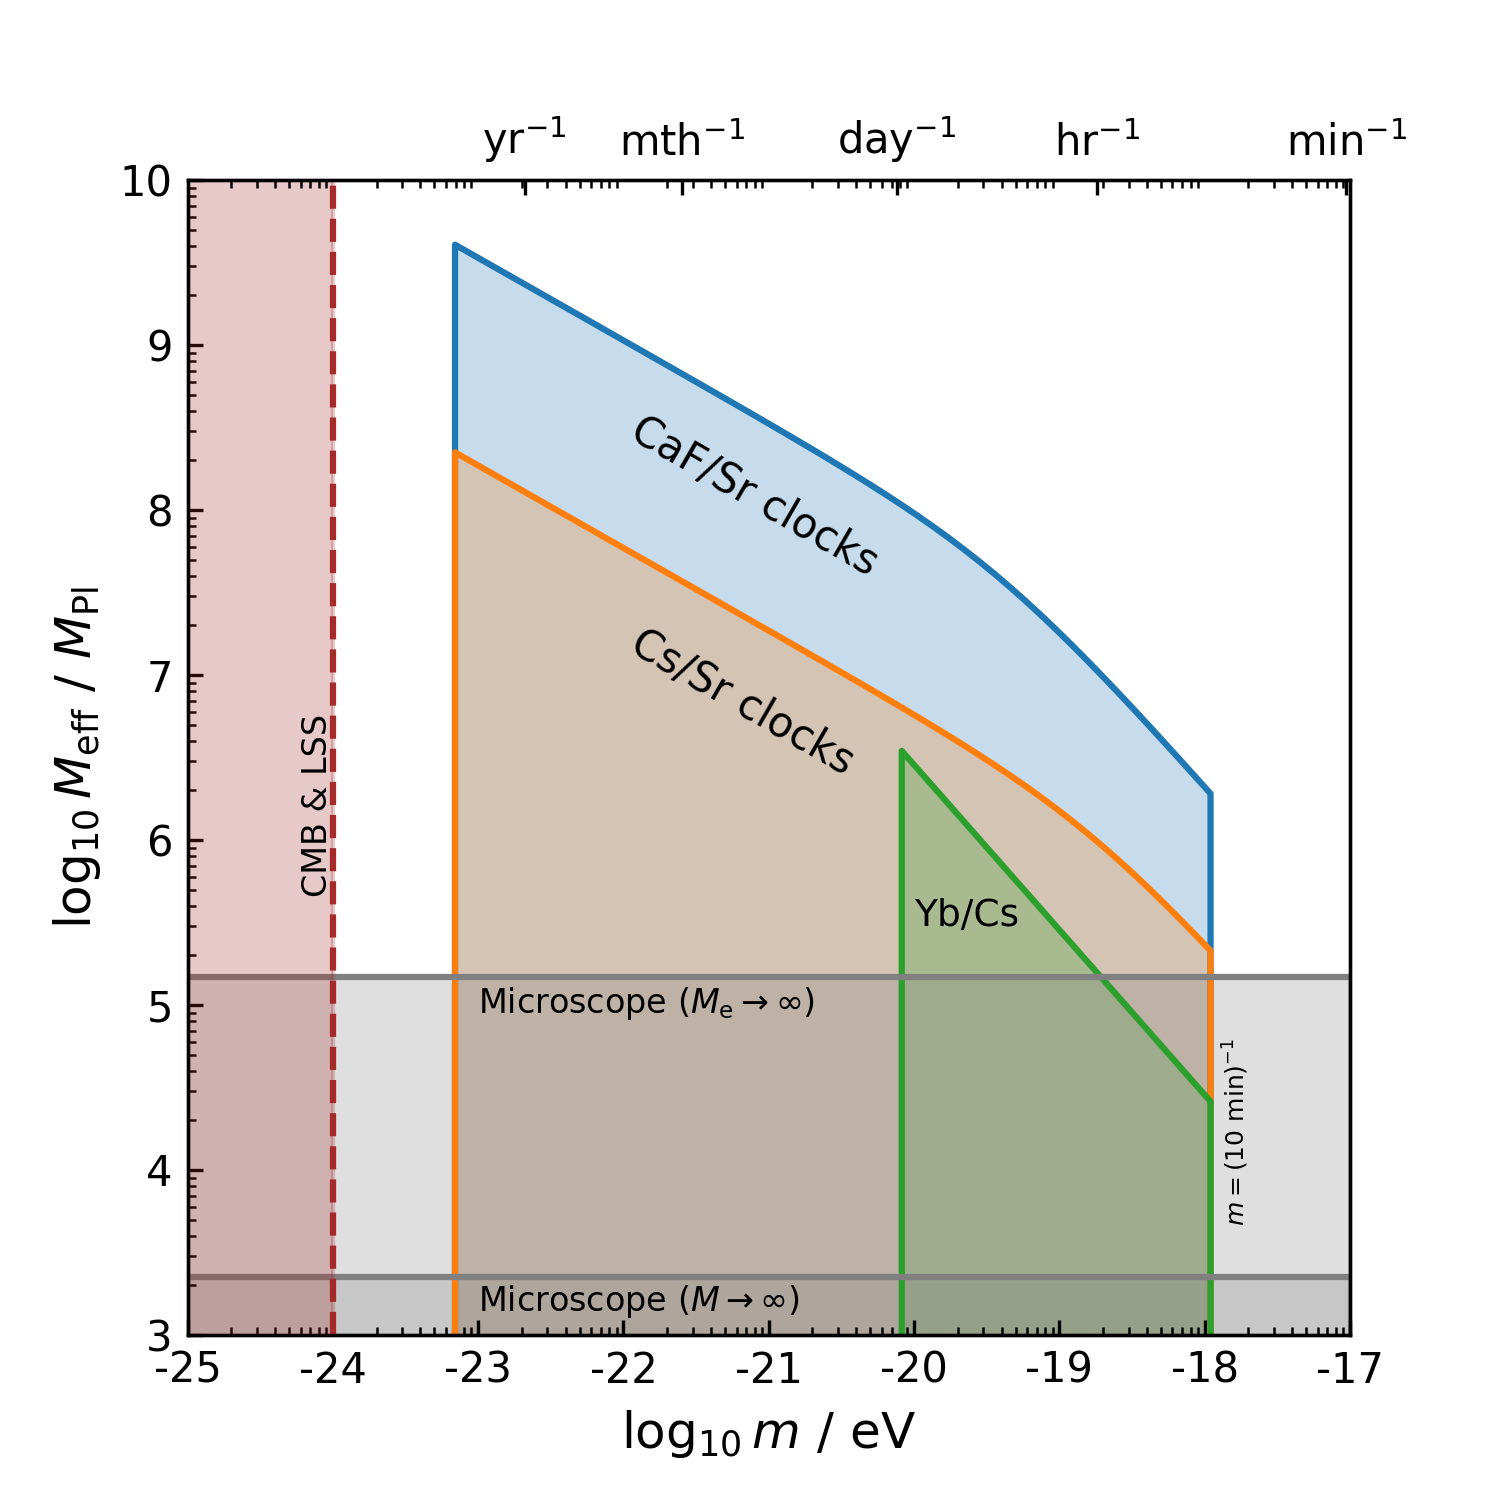 yr⁻¹ mth⁻¹ day⁻¹ hr⁻¹ min⁻¹
10
9
8
7
6
5
4
3
log₁₀ M_eff / M_Pl
CMB & LSS
CaF/Sr clocks
Cs/Sr clocks
Yb/Cs
Microscope (M_e → ∞)
m = (10 min)⁻¹
Microscope (M → ∞)
-25 -24 -23 -22 -21 -20 -19 -18 -17
log₁₀ m / eV